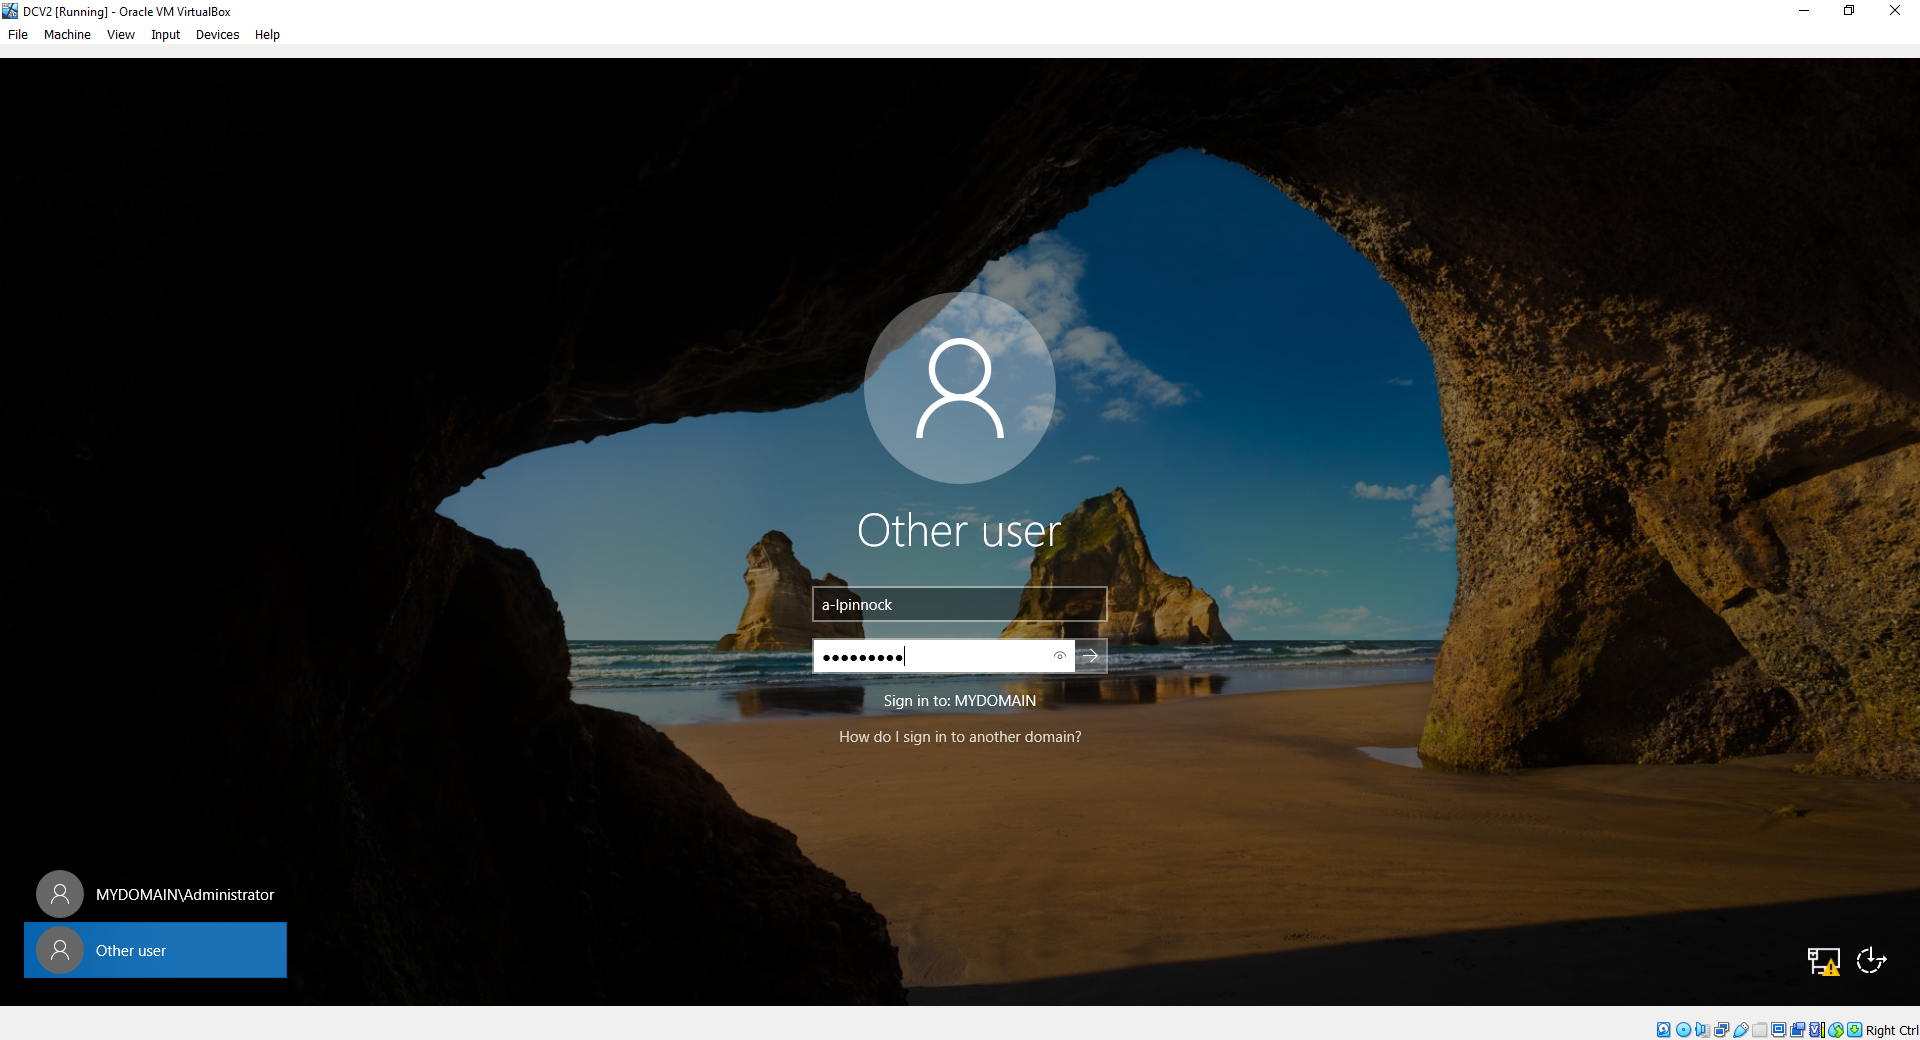 DCV2 [Running] - Oracle VM VirtualBox
File Machine View Input Devices Help
Other user
a-lpinnock
Sign in to: MYDOMAIN
How do I sign in to another domain?
MYDOMAIN\Administrator
Other user
Right Ctrl